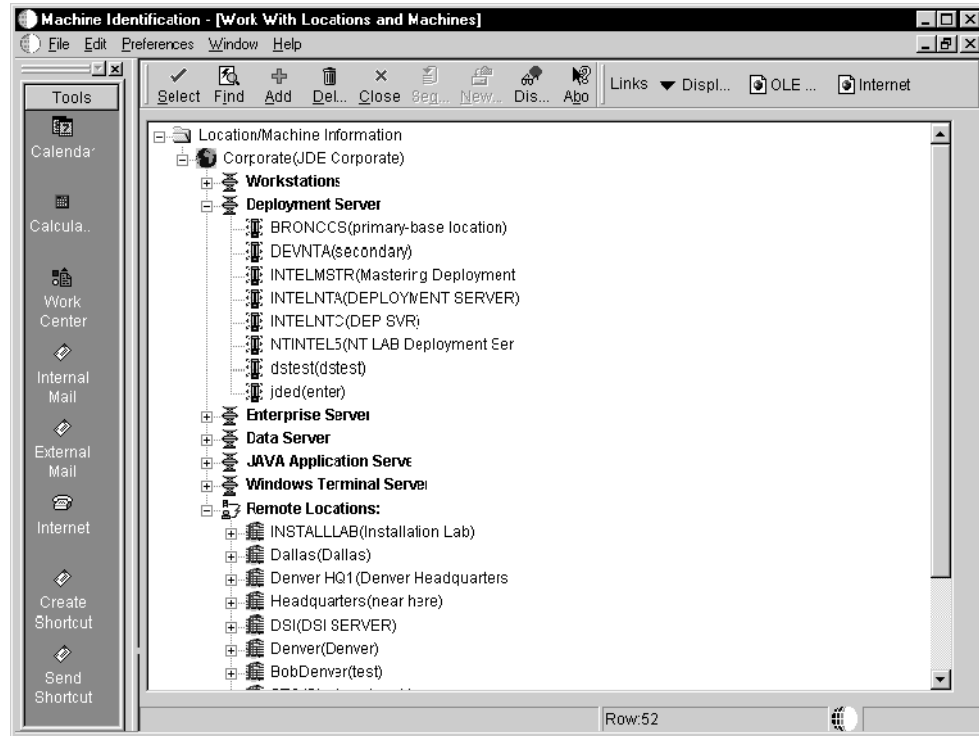 Machine Identification - [Work With Locations and Machines]
File Edit Preferences Window Help
Tools
Calendar
Calcula..
Work
Center
Internal
Mail
External
Mail
Internet
Create
Shortcut
Send
Shortcut
Select Find Add Del... Close Seq... New... Dis... Abo Links Displ... OLE ... Internet
Location/Machine Information
Corporate(JDE Corporate)
Workstations
Deployment Server
BRONCCS(primary-base location)
DEVNTA(secondary)
INTELMSTR(Mastering Deployment
INTELNTA(DEPLOYMENT SERVER)
INTELNTC(DEP SVR)
NTINTEL5(NT LAB Deployment Ser
dstest(dstest)
jded(enter)
Enterprise Server
Data Server
JAVA Application Serve
Windows Terminal Server
Remote Locations:
INSTALLLAB(Installation Lab)
Dallas(Dallas)
Denver HQ1(Denver Headquarters
Headquarters(near here)
DSI(DSI SERVER)
Denver(Denver)
BobDenver(test)
Row:52